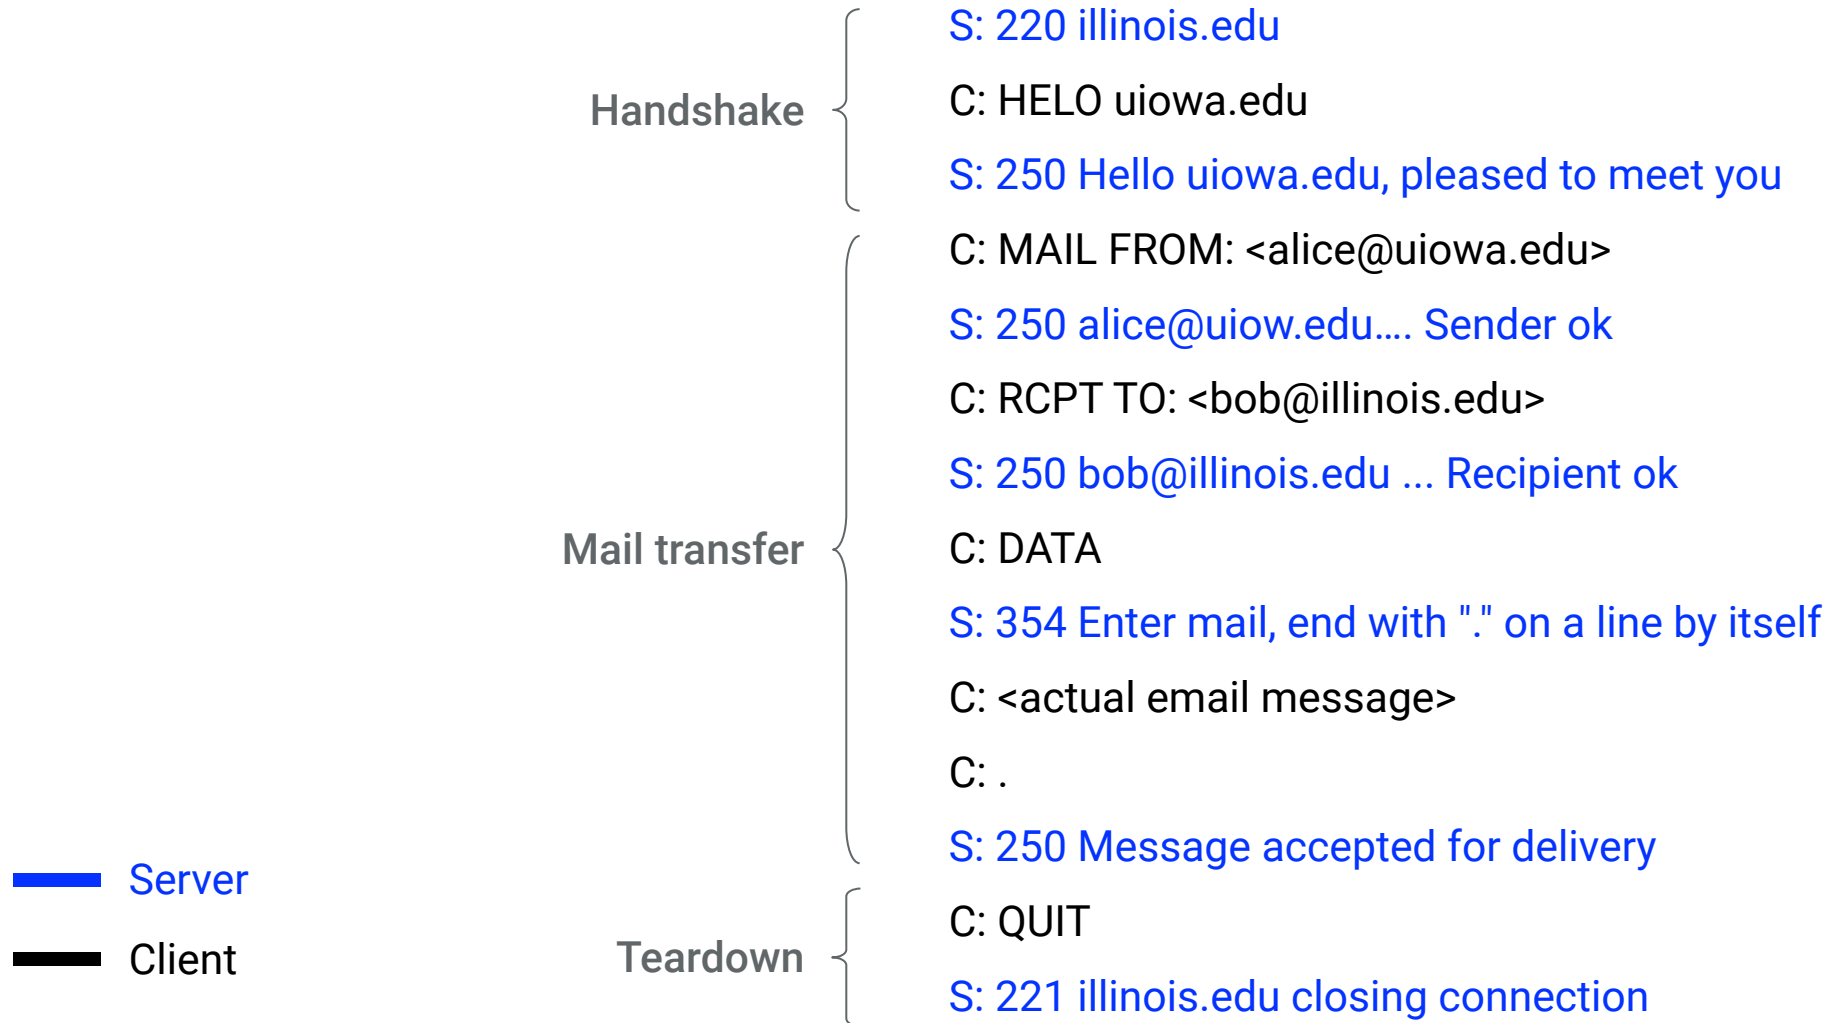 S: 220 illinois.edu
Handshake
C: HELO uiowa.edu
S: 250 Hello uiowa.edu, pleased to meet you
C: MAIL FROM: <alice@uiowa.edu>
S: 250 alice@uiow.edu.... Sender ok
C: RCPT TO: <bob@illinois.edu>
S: 250 bob@illinois.edu ... Recipient ok
Mail transfer
C: DATA
S: 354 Enter mail, end with "." on a line by itself
C: <actual email message>
C: .
S: 250 Message accepted for delivery
C: QUIT
Teardown
S: 221 illinois.edu closing connection
Server
Client